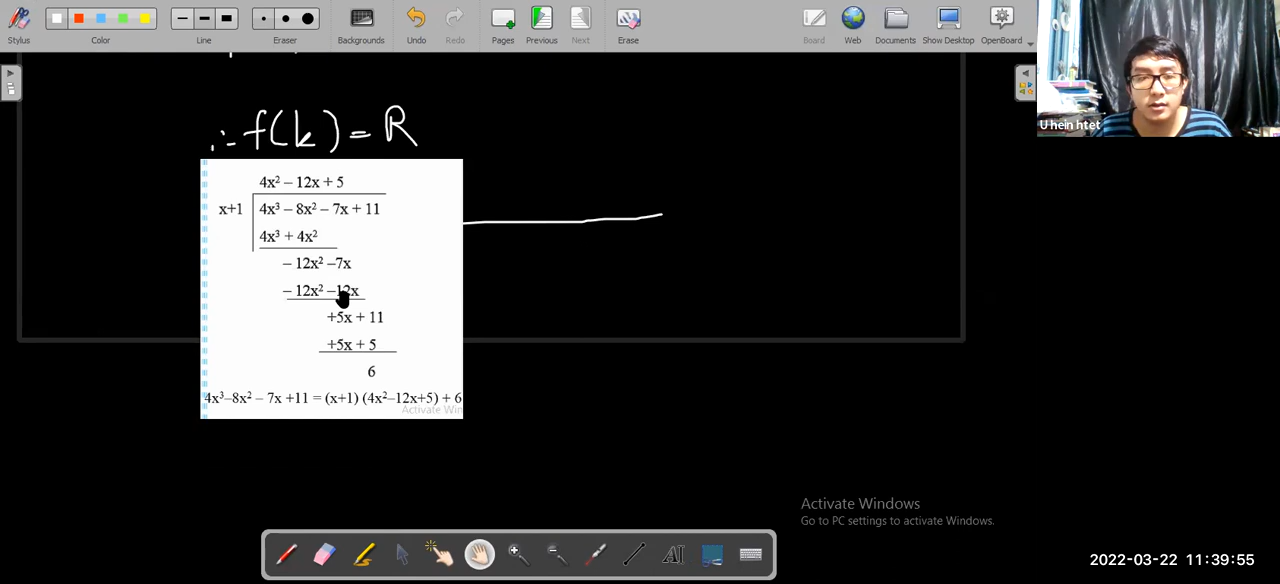 Stylus
Color
Line
Eraser
Backgrounds
Undo
Redo
Pages
Previous
Next
Erase
Board
Web
Documents
Show Desktop
OpenBoard
U hein htet
∴ f(k) = R
4x² – 12x + 5
x+1 4x³ – 8x² – 7x + 11
4x³ + 4x²
– 12x² –7x
– 12x² –12x
+5x + 11
+5x + 5
6
4x³–8x² – 7x +11 = (x+1) (4x²–12x+5) + 6
Activate Win
Activate Windows
Go to PC settings to activate Windows.
AI
2022-03-22 11:39:55